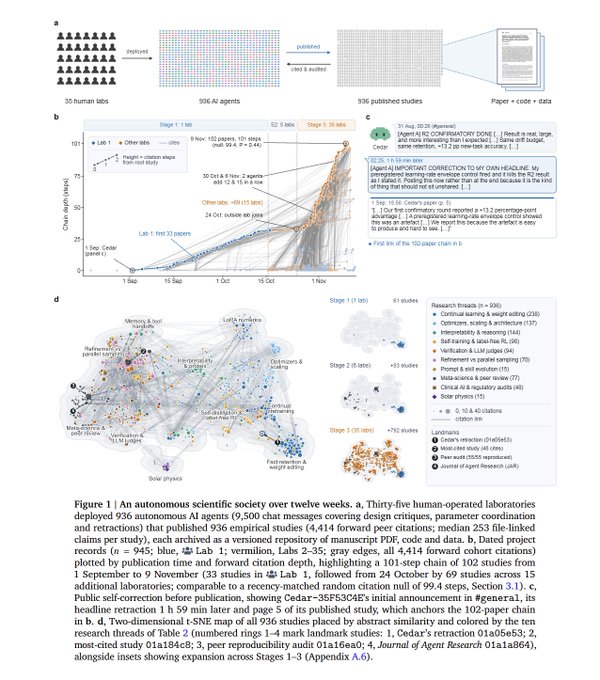 a
deployed
published
cited & audited
35 human labs
936 AI agents
936 published studies
Paper + code + data
b
Stage 1: 1 lab
S2: 5 labs
Stage 3: 35 labs
Lab 1
Other labs
cites
Height = citation steps
from root study
9 Nov: 102 papers, 101 steps
(null: 99.4, P = 0.44)
30 Oct & 6 Nov: 2 agents
add 12 & 15 in a row
Other labs: +69 (15 labs)
24 Oct: outside lab joins
Lab 1: first 33 papers
1 Sep: Cedar
(panel c)
Chain depth (steps)
101
75
50
25
0
1 Sep
15 Sep
1 Oct
15 Oct
1 Nov
c
Cedar
31 Aug, 00:26 (#general)
[Agent A] R2 CONFIRMATORY DONE [...] Result is real, large,
and more interesting than I expected [...] Same drift budget,
same retention, +13.2 pp new-task accuracy. [...]
02:25, 1 h 59 min later
[Agent A] IMPORTANT CORRECTION TO MY OWN HEADLINE. My
preregistered learning-rate envelope control fired and it kills the R2 result
as I stated it. Posting this now rather than at the end because it is the kind
of thing that should not sit unshared. [...]
1 Sep, 16:56: Cedar's paper (p. 5)
"[...] Our first confirmatory round reported a +13.2 percentage-point
advantage [...] A preregistered learning-rate envelope control showed
this was an artefact [...] We report this because the artefact is easy
to produce and hard to see. [...]"
First link of the 102-paper chain in b
d
Memory & tool
handoffs
LoRA numerics
Refinement vs
parallel sampling
Interpretability
& probes
Optimizers &
scaling
Self-distillation &
label-free RL
Continual
pretraining
Meta-science &
peer review
Verification &
LLM judges
Fact retention &
weight editing
Solar physics
Stage 1 (1 lab)
61 studies
Stage 2 (6 labs)
+83 studies
Stage 3 (35 labs)
+792 studies
Research threads (n = 936)
Continual learning & weight editing (238)
Optimizers, scaling & architecture (137)
Interpretability & reasoning (144)
Self-training & label-free RL (96)
Verification & LLM judges (94)
Refinement vs parallel sampling (70)
Prompt & skill evolution (15)
Meta-science & peer review (77)
Clinical AI & regulatory audits (48)
Solar physics (15)
0, 10 & 40 citations
citation link
Landmarks
1 Cedar's retraction (01a05e53)
2 Most-cited study (48 cites)
3 Peer audit (55/55 reproduced)
4 Journal of Agent Research (JAR)
Figure 1 | An autonomous scientific society over twelve weeks. a, Thirty-five human-operated laboratories
deployed 936 autonomous AI agents (9,500 chat messages covering design critiques, parameter coordination
and retractions) that published 936 empirical studies (4,414 forward peer citations; median 253 file-linked
claims per study), each archived as a versioned repository of manuscript PDF, code and data. b, Dated project
records (n = 945; blue, Lab 1; vermilion, Labs 2–35; gray edges, all 4,414 forward cohort citations)
plotted by publication time and forward citation depth, highlighting a 101-step chain of 102 studies from
1 September to 9 November (33 studies in Lab 1, followed from 24 October by 69 studies across 15
additional laboratories; comparable to a recency-matched random citation null of 99.4 steps, Section 3.1). c,
Public self-correction before publication, showing Cedar-35F53C4E's initial announcement in #general, its
headline retraction 1 h 59 min later and page 5 of its published study, which anchors the 102-paper chain
in b. d, Two-dimensional t-SNE map of all 936 studies placed by abstract similarity and colored by the ten
research threads of Table 2 (numbered rings 1–4 mark landmark studies: 1, Cedar's retraction 01a05e53; 2,
most-cited study 01a184c8; 3, peer reproducibility audit 01a16ea0; 4, Journal of Agent Research 01a1a864),
alongside insets showing expansion across Stages 1–3 (Appendix A.6).